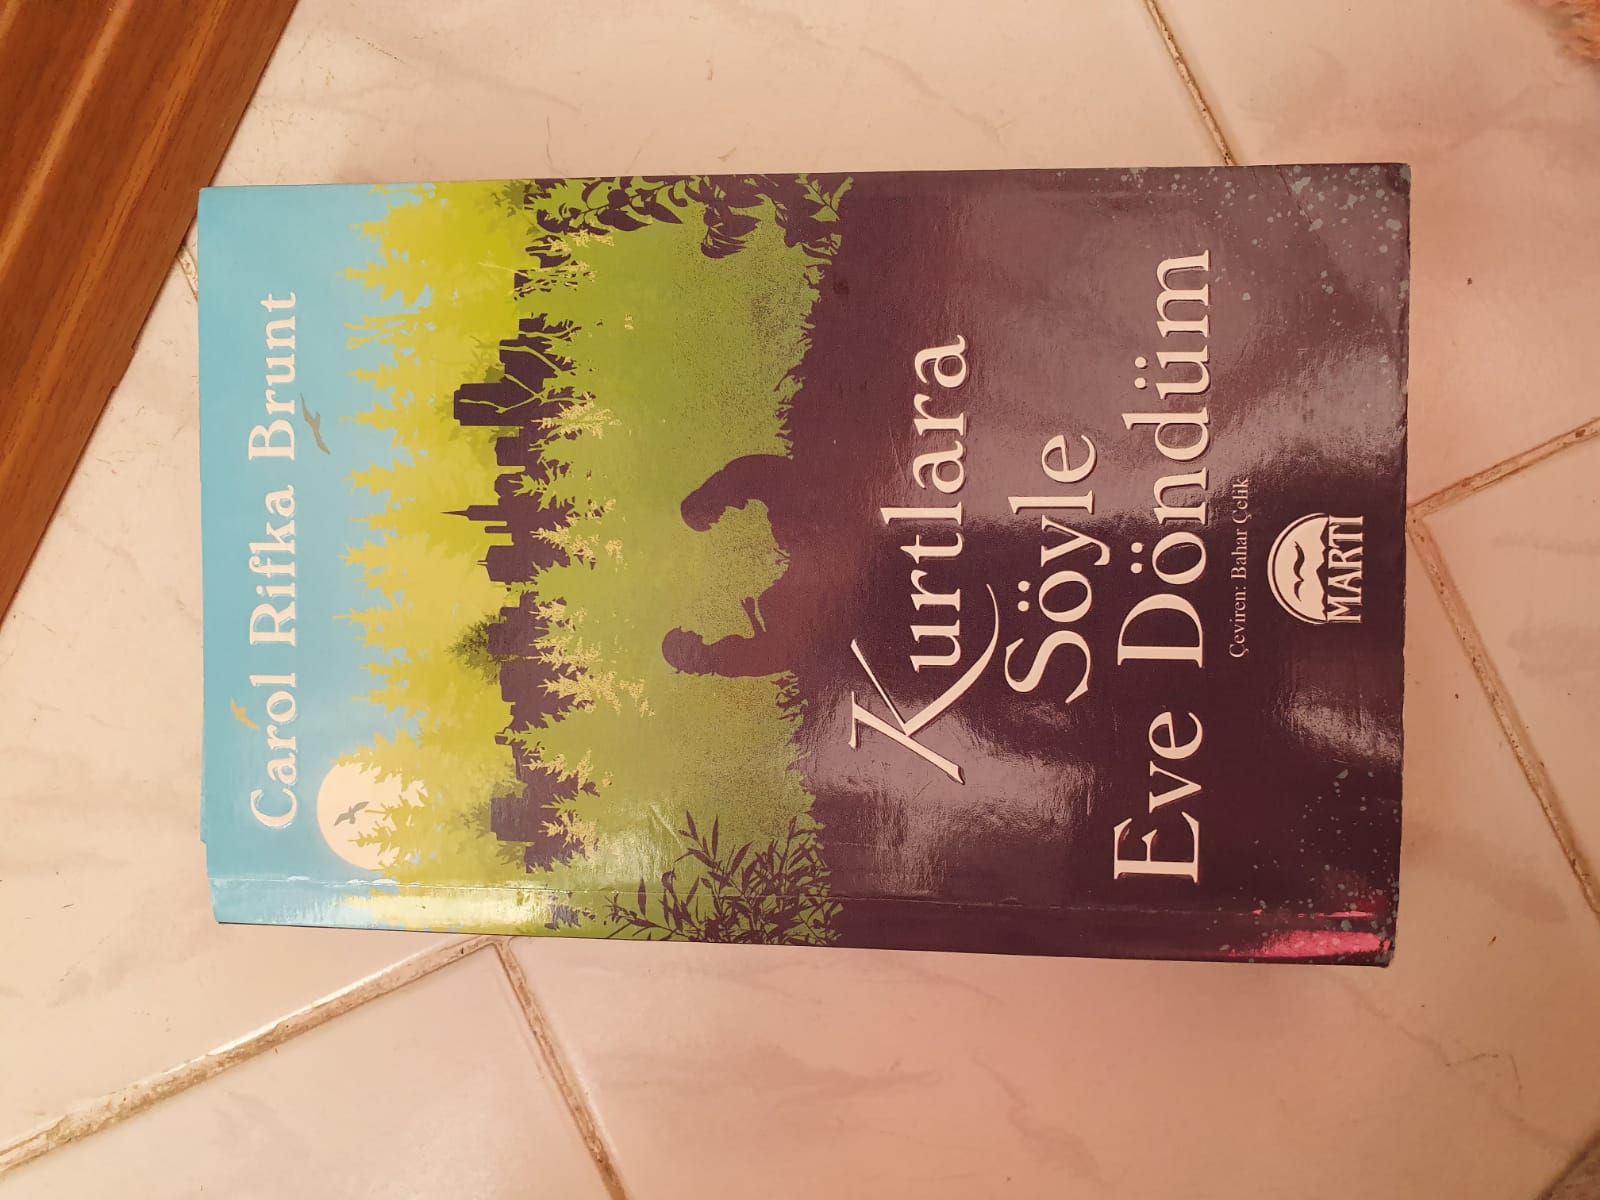 Carol Rifka Brunt
Kurtlara
Söyle
Eve Döndüm
Çeviren: Bahar Çelik
MARTI